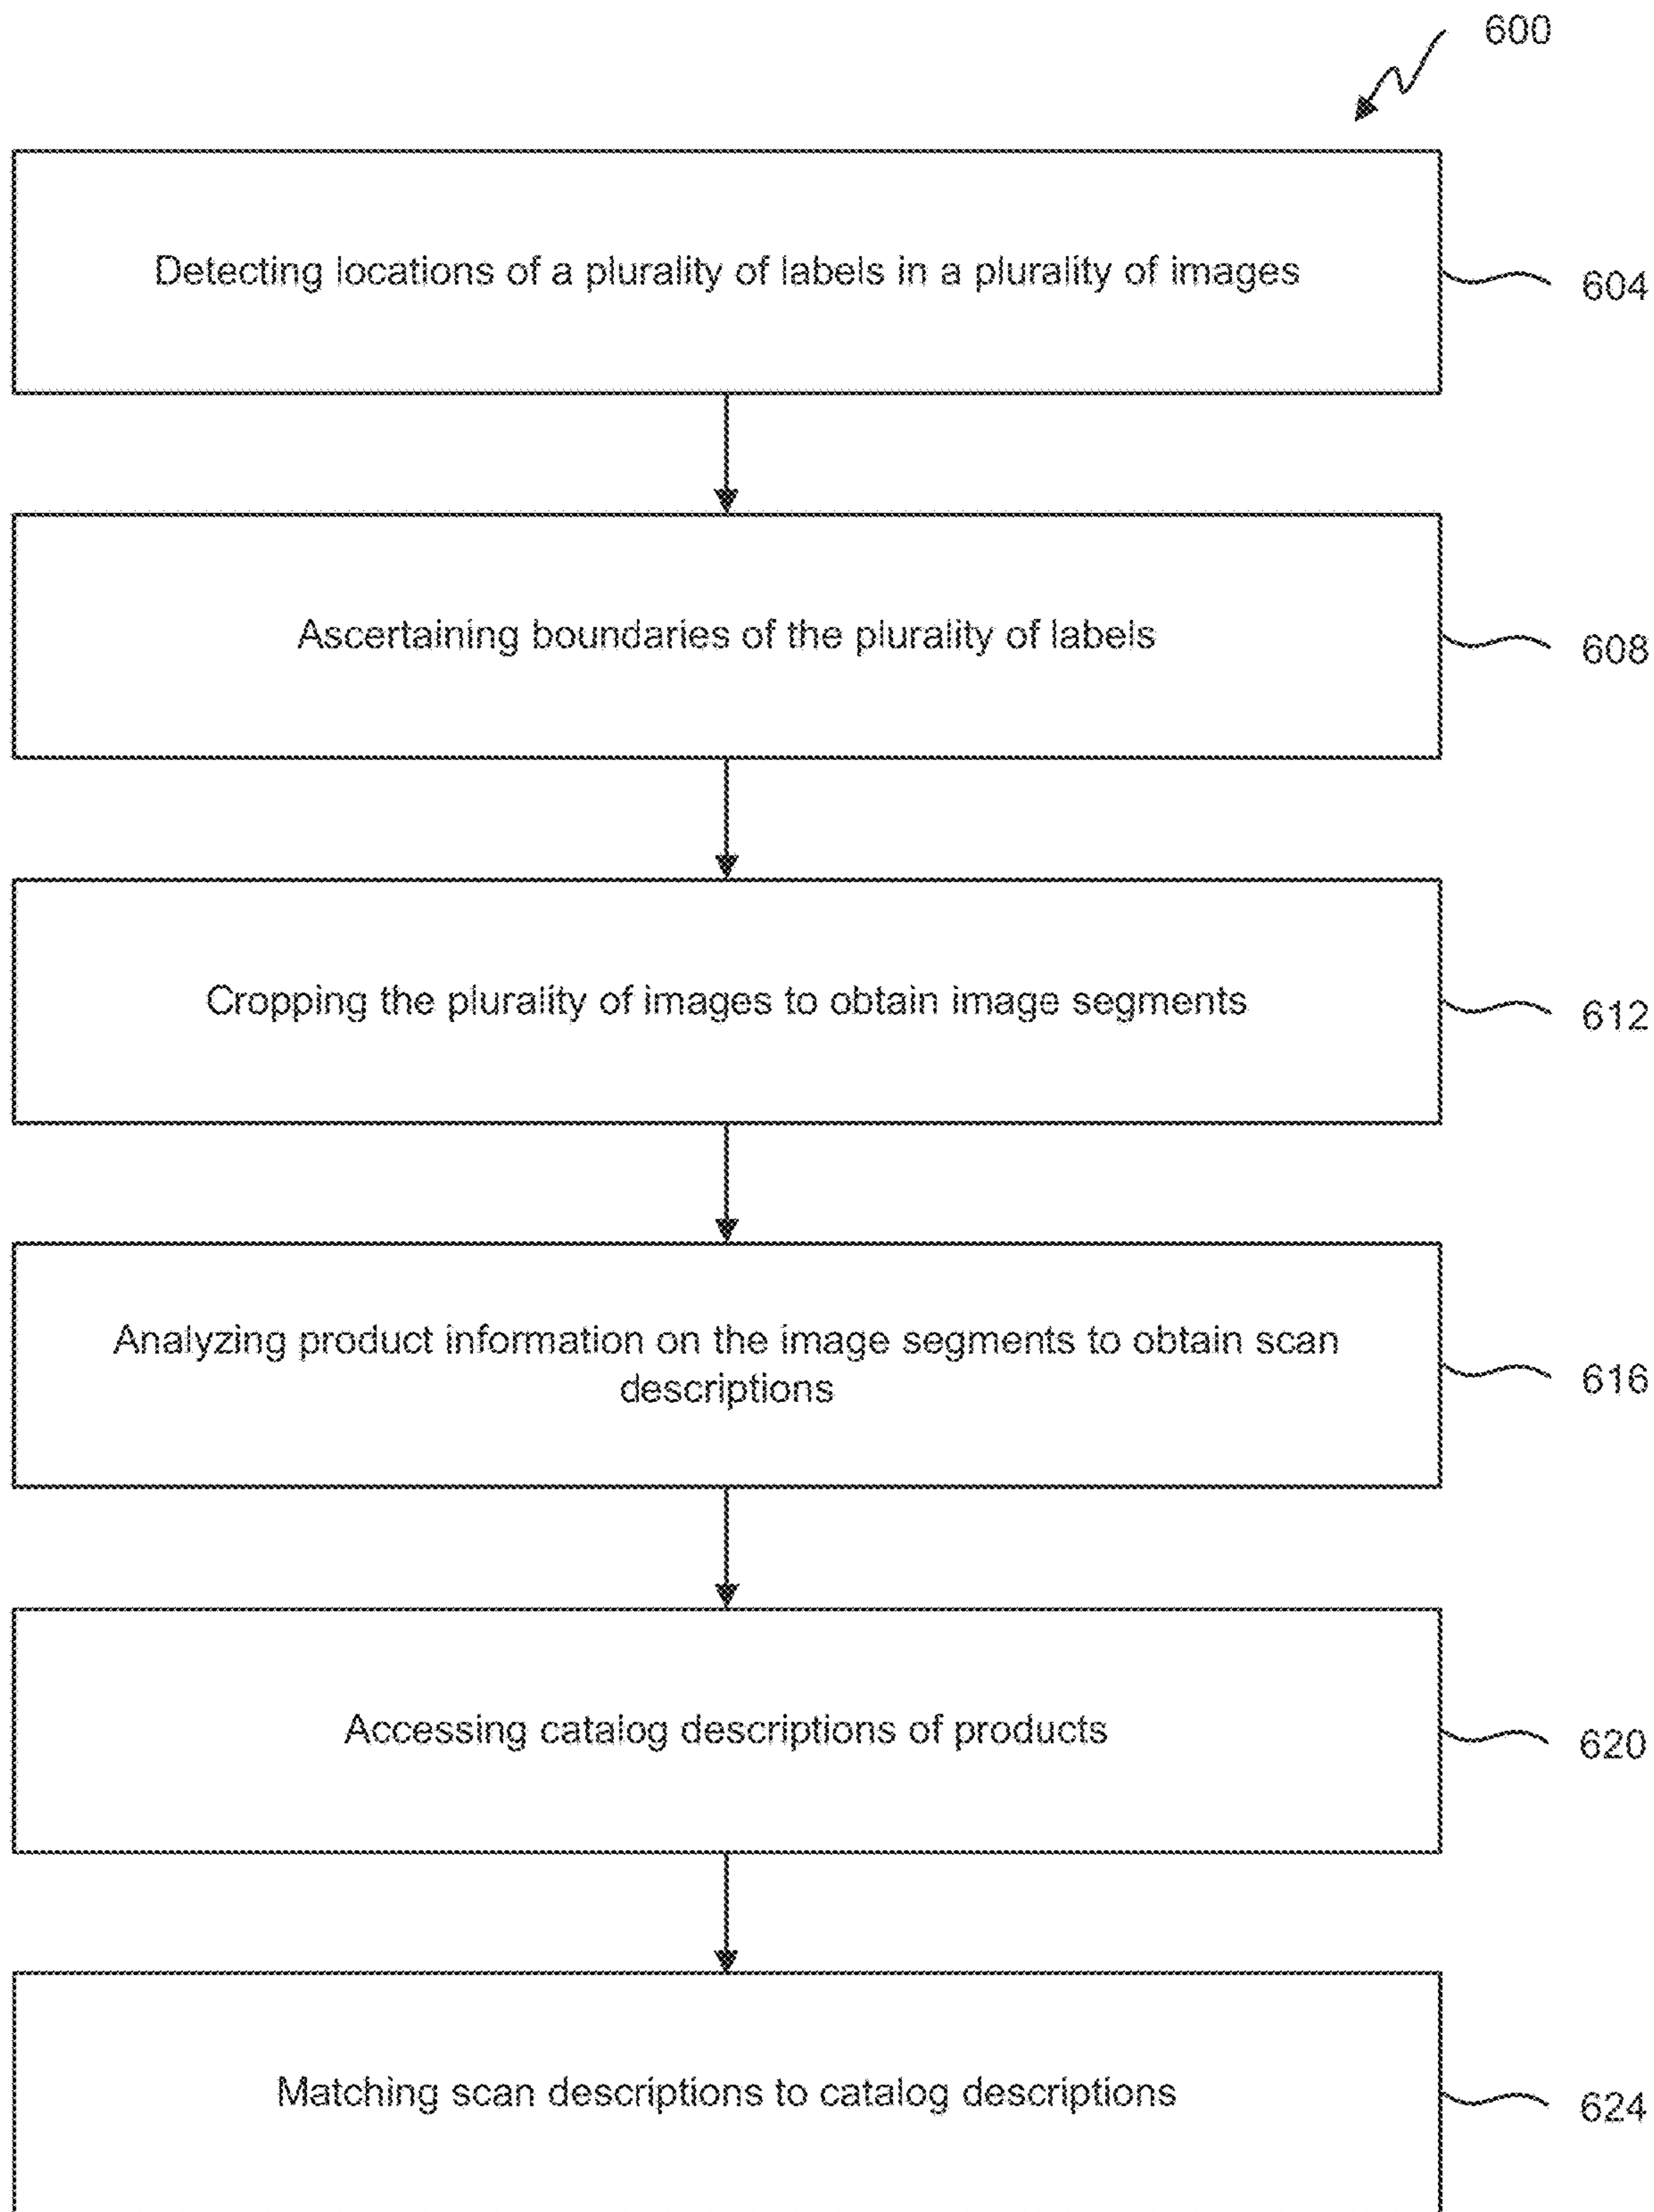 600
Detecting locations of a plurality of labels in a plurality of images
604
Ascertaining boundaries of the plurality of labels
608
Cropping the plurality of images to obtain image segments
612
Analyzing product information on the image segments to obtain scan
descriptions
616
Accessing catalog descriptions of products
620
Matching scan descriptions to catalog descriptions
624